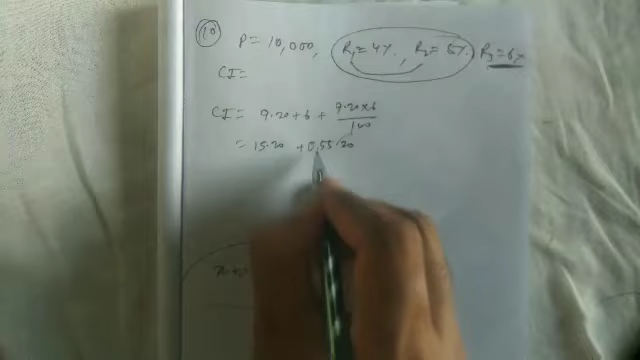 (10) P = 10,000, R₁ = 4%, R₂ = 5%, R₃ = 6%
CI =
CI = 9.20 + 6 + 9.20×6/100
= 15.20 + 0.55.20